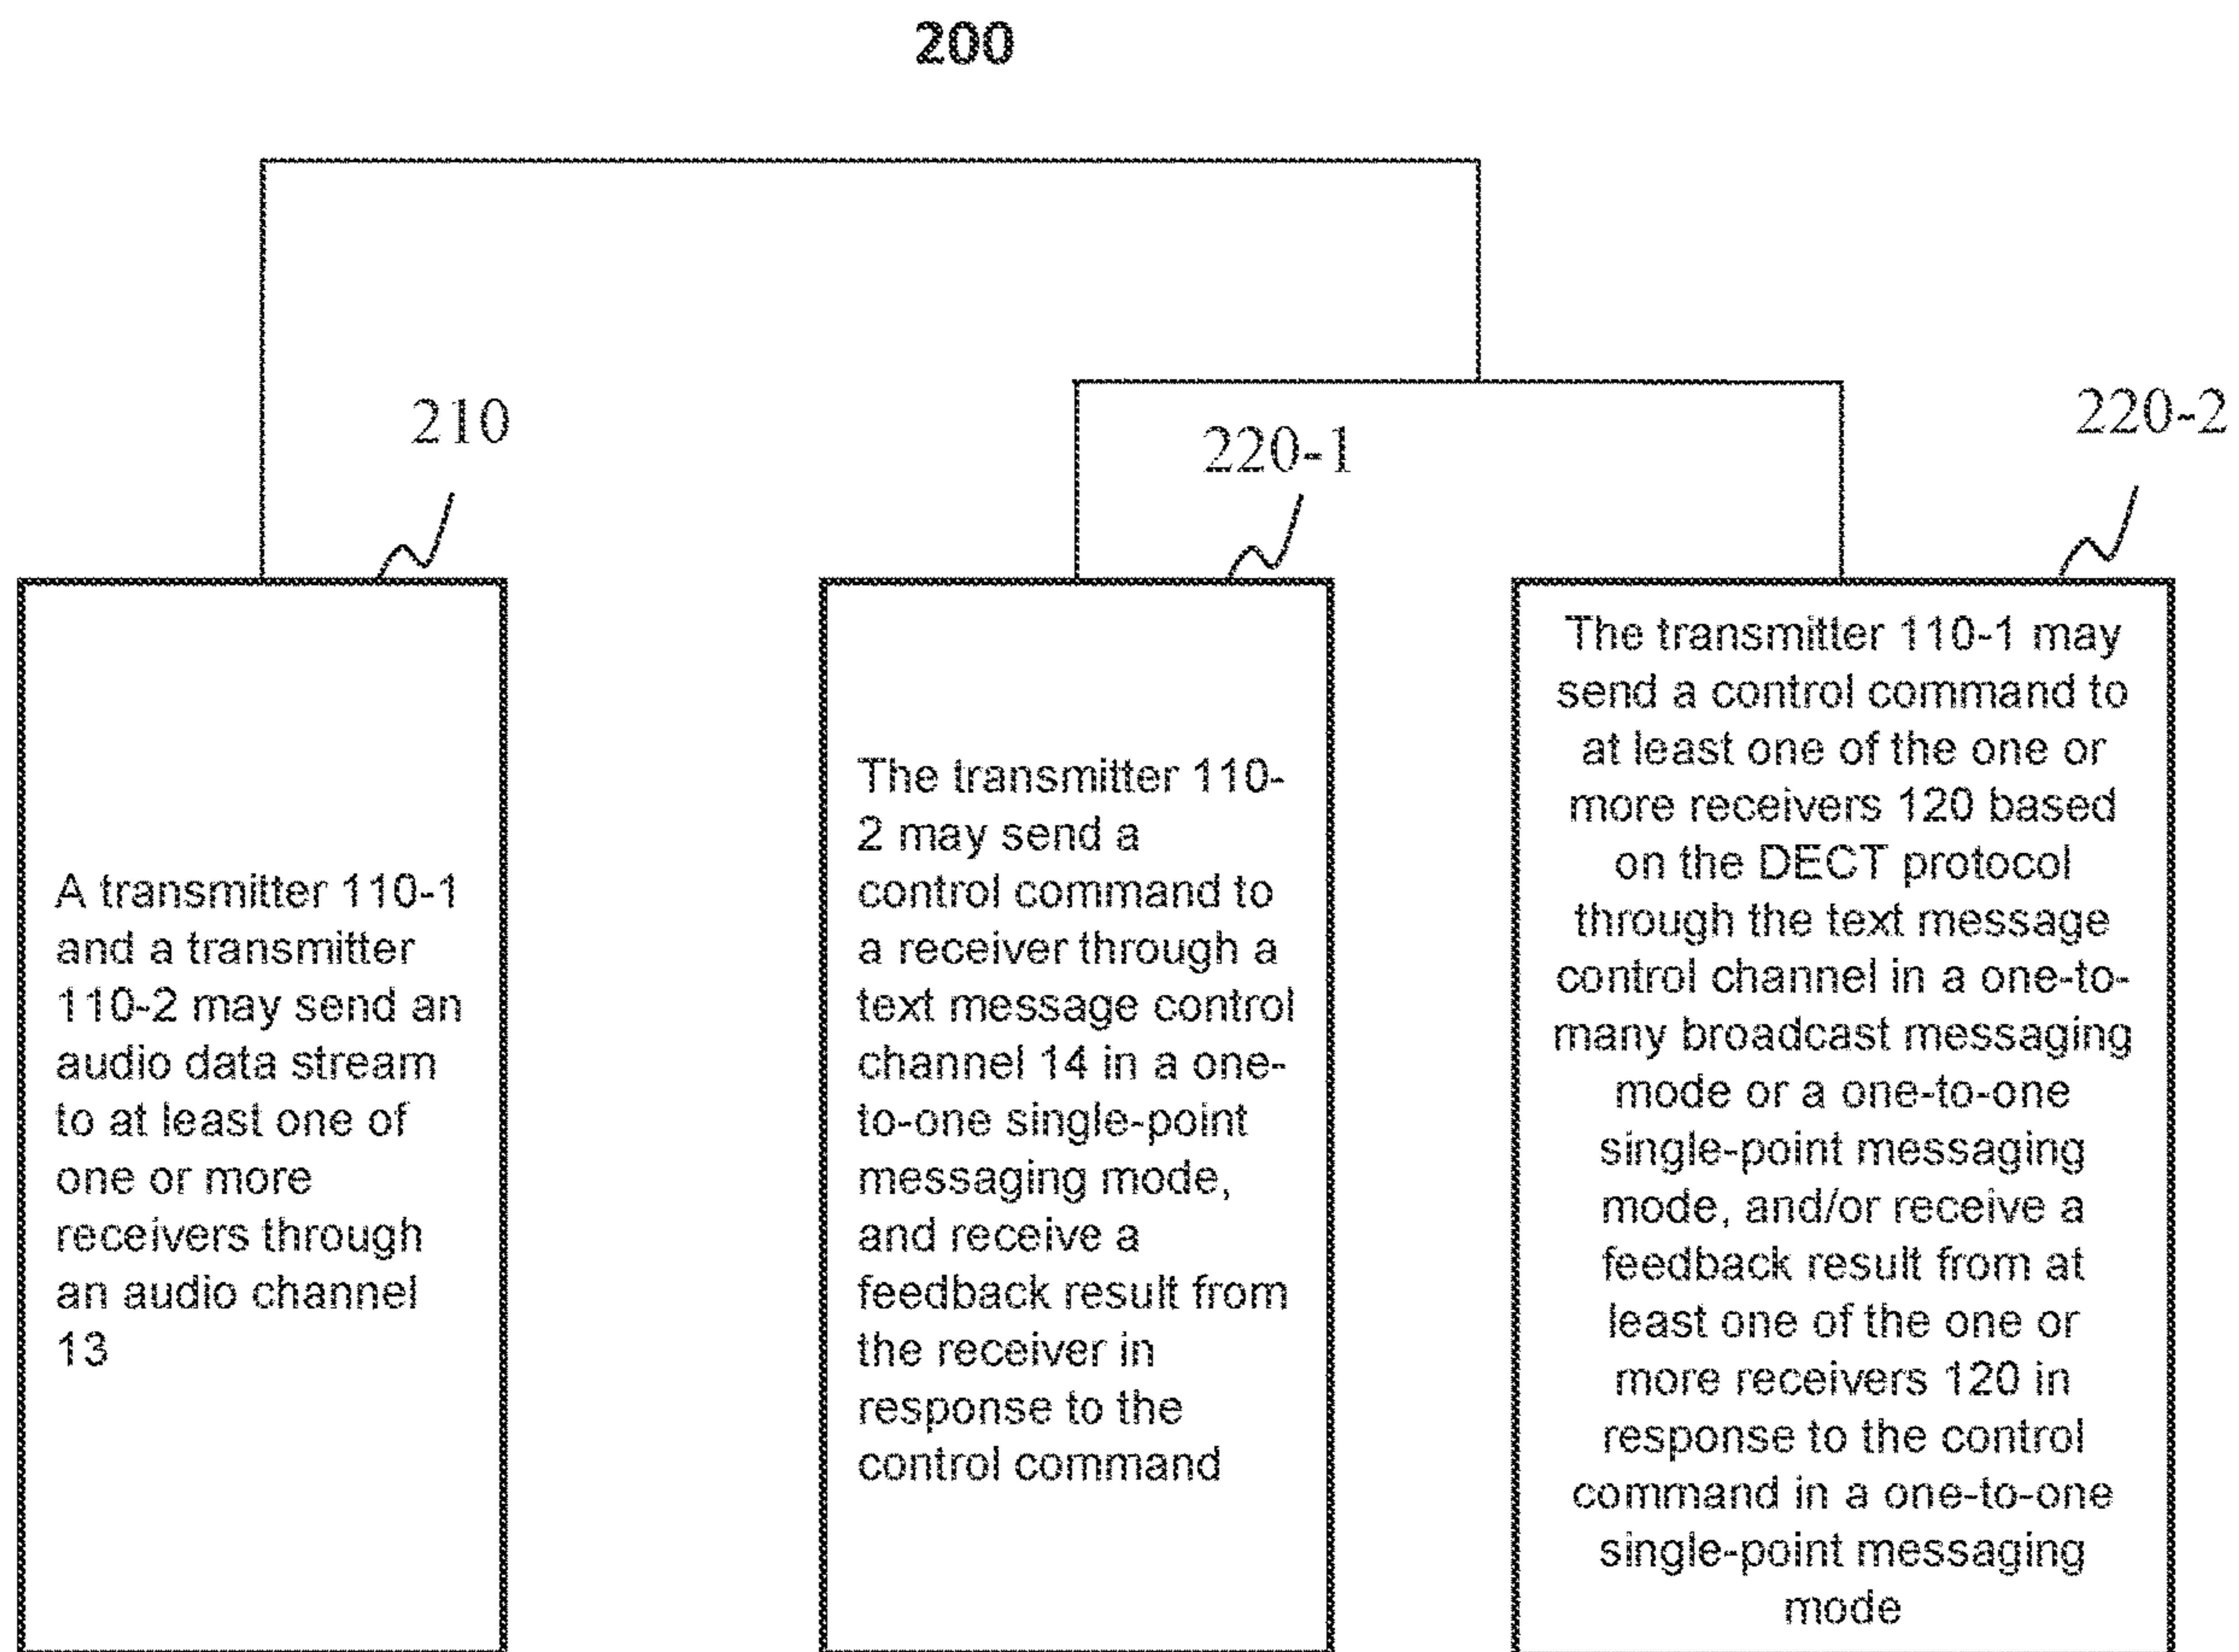 200
210
A transmitter 110-1
and a transmitter
110-2 may send an
audio data stream
to at least one of
one or more
receivers through
an audio channel
13
220-1
The transmitter 110-
2 may send a
control command to
a receiver through a
text message control
channel 14 in a one-
to-one single-point
messaging mode,
and receive a
feedback result from
the receiver in
response to the
control command
220-2
The transmitter 110-1 may
send a control command to
at least one of the one or
more receivers 120 based
on the DECT protocol
through the text message
control channel in a one-to-
many broadcast messaging
mode or a one-to-one
single-point messaging
mode, and/or receive a
feedback result from at
least one of the one or
more receivers 120 in
response to the control
command in a one-to-one
single-point messaging
mode